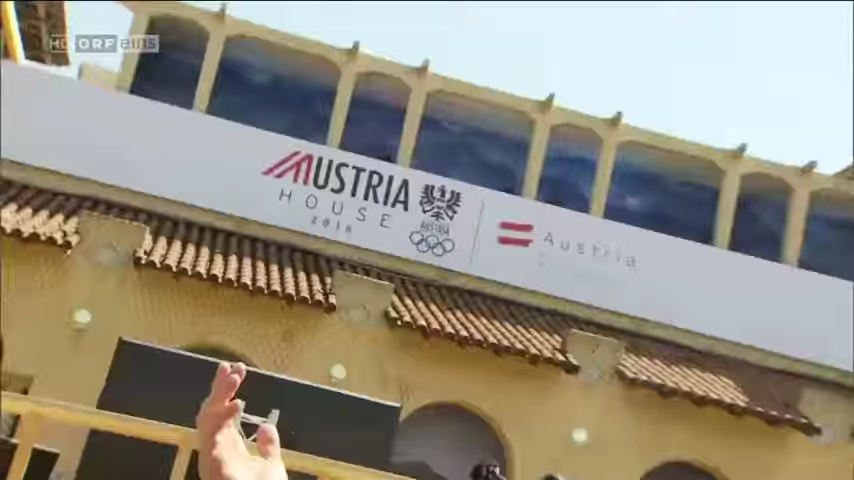 HD ORF eins
AUSTRIA
HOUSE
2016
AUSTRIA
Austria